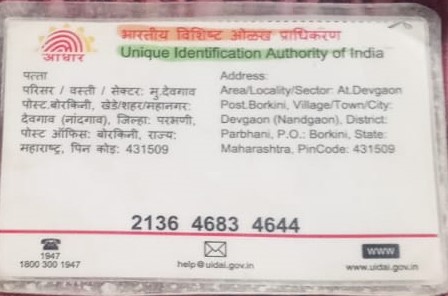 भारतीय विशिष्ट ओळख प्राधिकरण
Unique Identification Authority of India
आधार
पत्ता
परिसर / वस्ती / सेक्टर: मु.देवगाव
पोस्ट.बोरकिनी, खेडे/शहर/महानगर:
देवगाव (नांदगाव), जिल्हा: परभणी,
पोस्ट ऑफिस: बोरकिनी, राज्य:
महाराष्ट्र, पिन कोड: 431509
Address:
Area/Locality/Sector: At.Devgaon
Post.Borkini, Village/Town/City:
Devgaon (Nandgaon), District:
Parbhani, P.O.: Borkini, State:
Maharashtra, PinCode: 431509
2136 4683 4644
1947
1800 300 1947
help@uidai.gov.in
www
www.uidai.gov.in